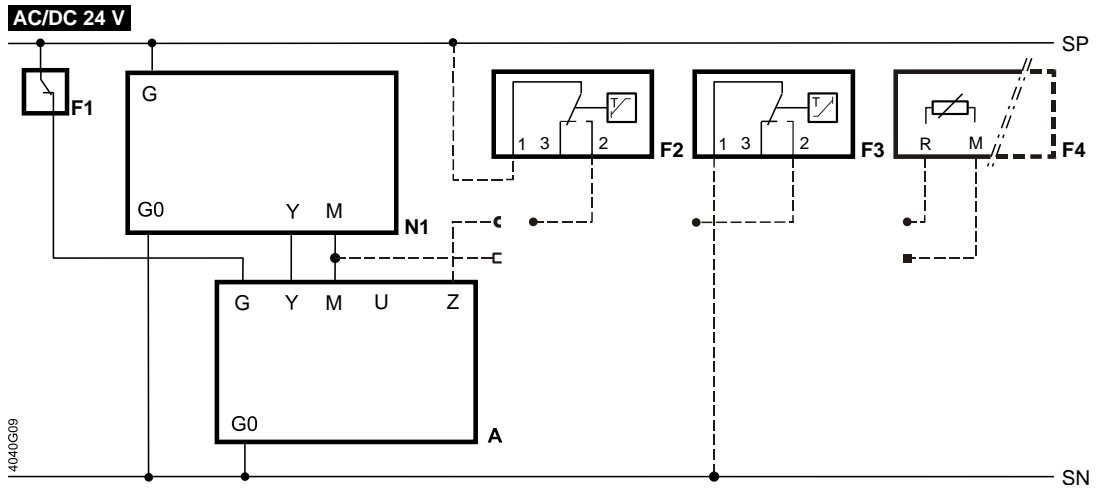 AC/DC 24 V
SP
F1
G
G0 Y M
N1
T
1 3 2
F2
T
1 3 2
F3
R M
F4
G Y M U Z
G0
A
4040G09
SN